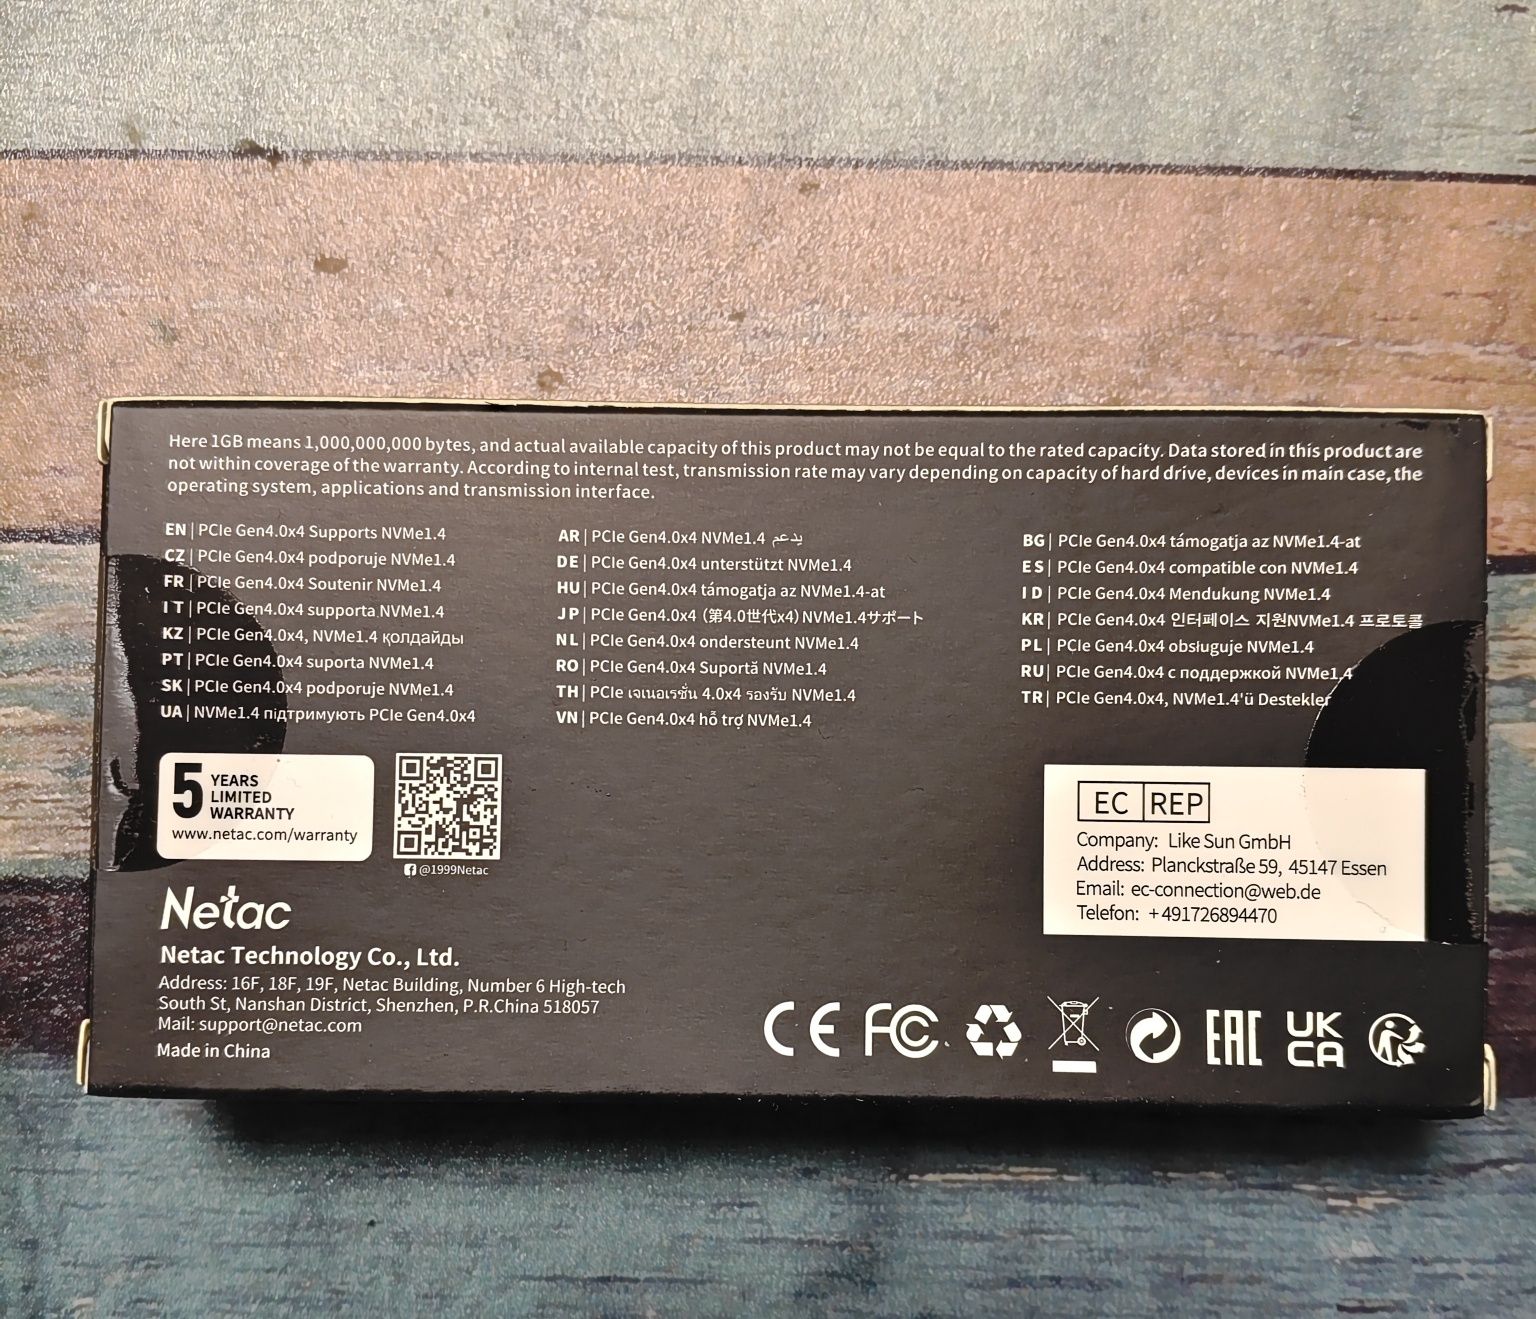 Here 1GB means 1,000,000,000 bytes, and actual available capacity of this product may not be equal to the rated capacity. Data stored in this product are
not within coverage of the warranty. According to internal test, transmission rate may vary depending on capacity of hard drive, devices in main case, the
operating system, applications and transmission interface.
EN | PCIe Gen4.0x4 Supports NVMe1.4
CZ | PCIe Gen4.0x4 podporuje NVMe1.4
FR | PCIe Gen4.0x4 Soutenir NVMe1.4
IT | PCIe Gen4.0x4 supporta NVMe1.4
KZ | PCIe Gen4.0x4, NVMe1.4 қолдайды
PT | PCIe Gen4.0x4 suporta NVMe1.4
SK | PCIe Gen4.0x4 podporuje NVMe1.4
UA | NVMe1.4 підтримують PCIe Gen4.0x4
AR | PCIe Gen4.0x4 NVMe1.4 يدعم
DE | PCIe Gen4.0x4 unterstützt NVMe1.4
HU | PCIe Gen4.0x4 támogatja az NVMe1.4-at
JP | PCIe Gen4.0x4 (第4.0世代x4) NVMe1.4サポート
NL | PCIe Gen4.0x4 ondersteunt NVMe1.4
RO | PCIe Gen4.0x4 Suportă NVMe1.4
TH | PCIe เจเนอเรชั่น 4.0x4 รองรับ NVMe1.4
VN | PCIe Gen4.0x4 hỗ trợ NVMe1.4
BG | PCIe Gen4.0x4 támogatja az NVMe1.4-at
ES | PCIe Gen4.0x4 compatible con NVMe1.4
ID | PCIe Gen4.0x4 Mendukung NVMe1.4
KR | PCIe Gen4.0x4 인터페이스 지원NVMe1.4 프로토콜
PL | PCIe Gen4.0x4 obsługuje NVMe1.4
RU | PCIe Gen4.0x4 с поддержкой NVMe1.4
TR | PCIe Gen4.0x4, NVMe1.4'ü Destekler
5 YEARS
LIMITED
WARRANTY
www.netac.com/warranty
@1999Netac
Netac
Netac Technology Co., Ltd.
Address: 16F, 18F, 19F, Netac Building, Number 6 High-tech
South St, Nanshan District, Shenzhen, P.R.China 518057
Mail: support@netac.com
Made in China
EC REP
Company: Like Sun GmbH
Address: Planckstraße 59, 45147 Essen
Email: ec-connection@web.de
Telefon: +491726894470
CE FC EAC UK
CA